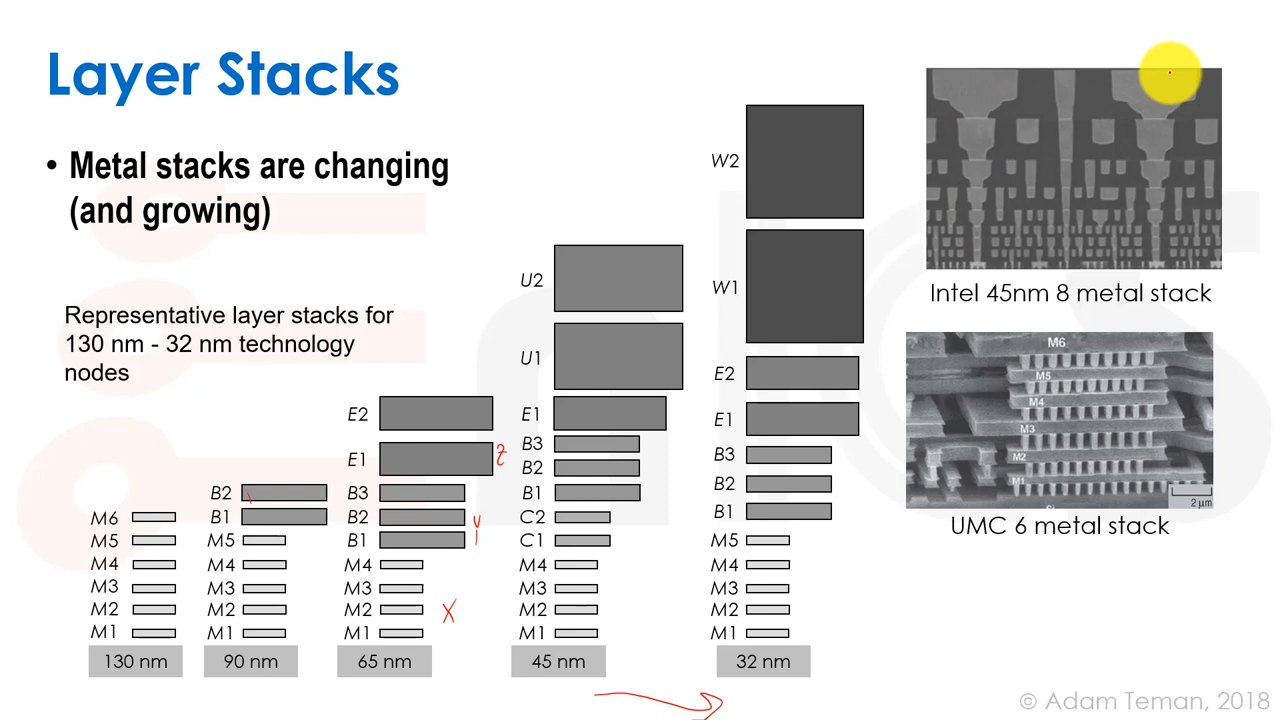 Layer Stacks
• Metal stacks are changing
(and growing)
Representative layer stacks for
130 nm - 32 nm technology
nodes
M6
M5
M4
M3
M2
M1
130 nm
B2
B1
M5
M4
M3
M2
M1
90 nm
E2
E1
B3
B2
B1
M4
M3
M2
M1
65 nm
X
U2
U1
E1
B3
B2
B1
C2
C1
M4
M3
M2
M1
45 nm
W2
W1
E2
E1
B3
B2
B1
M5
M4
M3
M2
M1
32 nm
Intel 45nm 8 metal stack
M6
M5
M4
M3
M2
M1
2 μm
UMC 6 metal stack
© Adam Teman, 2018